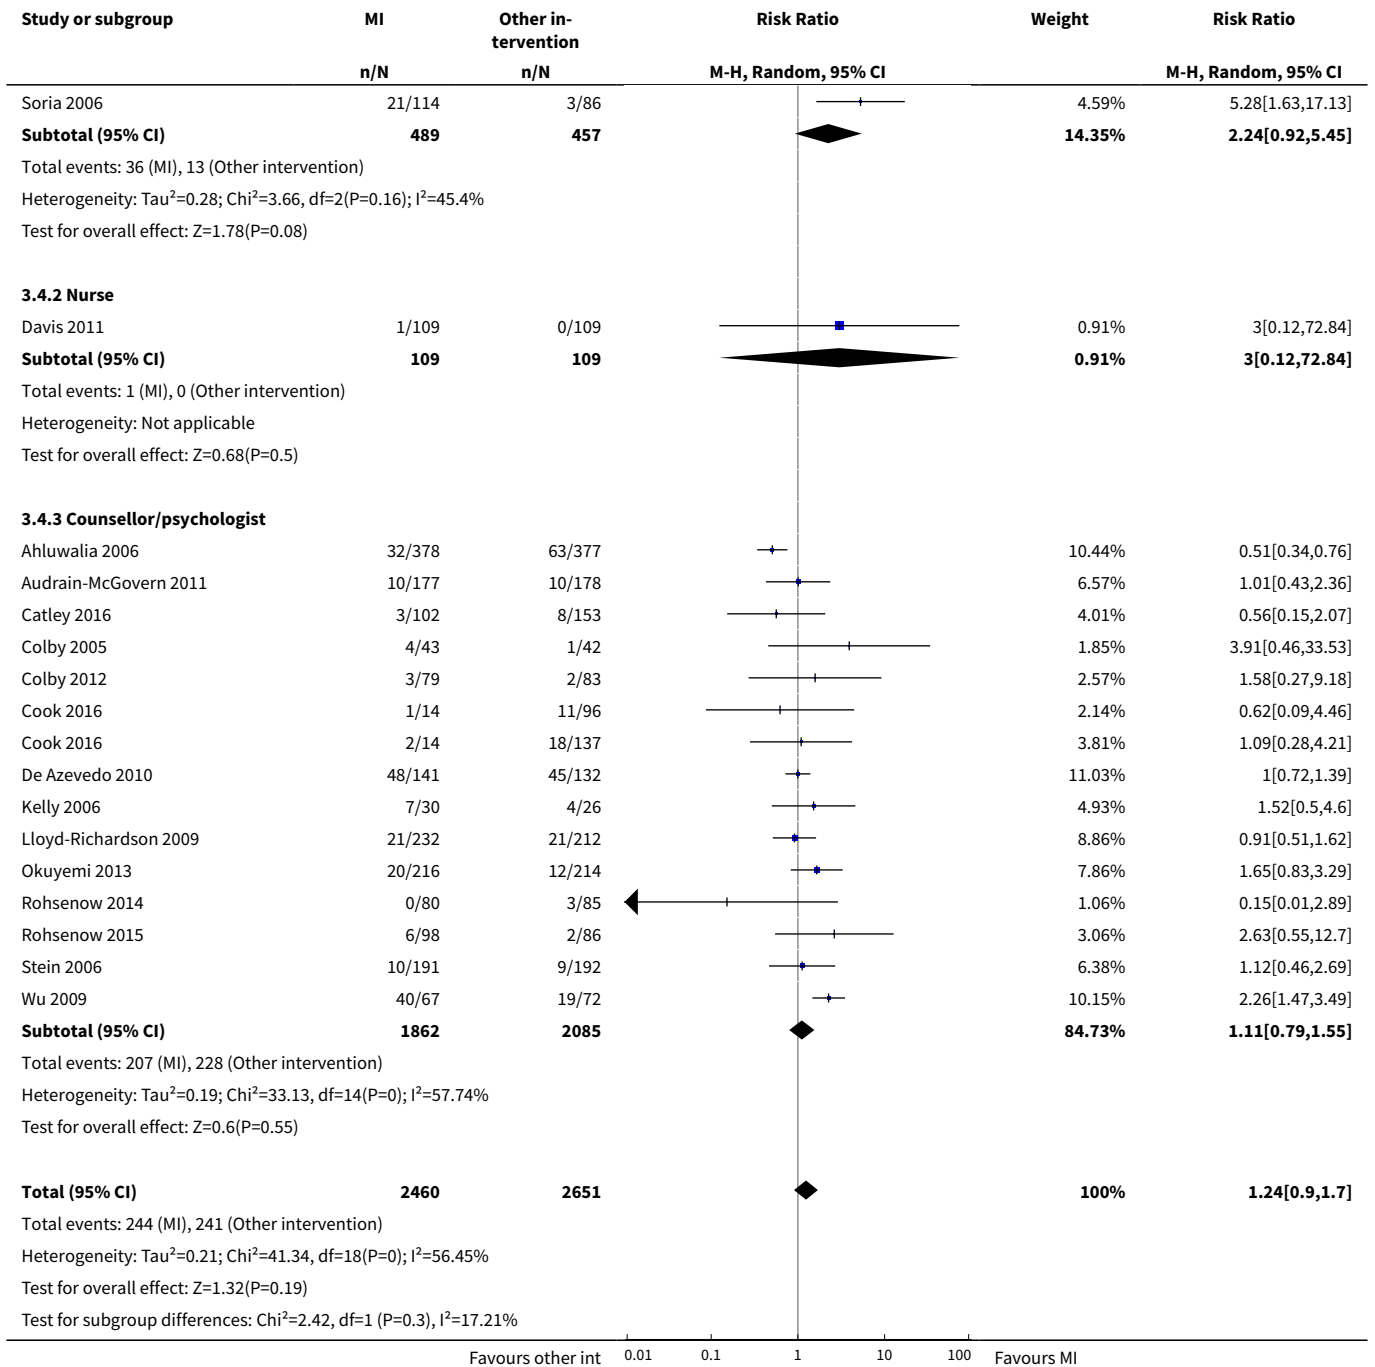 Study or subgroup MI Other in- Risk Ratio Weight Risk Ratio
tervention
n/N n/N M-H, Random, 95% CI M-H, Random, 95% CI
Soria 2006 21/114 3/86 4.59% 5.28[1.63,17.13]
Subtotal (95% CI) 489 457 14.35% 2.24[0.92,5.45]
Total events: 36 (MI), 13 (Other intervention)
Heterogeneity: Tau²=0.28; Chi²=3.66, df=2(P=0.16); I²=45.4%
Test for overall effect: Z=1.78(P=0.08)
3.4.2 Nurse
Davis 2011 1/109 0/109 0.91% 3[0.12,72.84]
Subtotal (95% CI) 109 109 0.91% 3[0.12,72.84]
Total events: 1 (MI), 0 (Other intervention)
Heterogeneity: Not applicable
Test for overall effect: Z=0.68(P=0.5)
3.4.3 Counsellor/psychologist
Ahluwalia 2006 32/378 63/377 10.44% 0.51[0.34,0.76]
Audrain-McGovern 2011 10/177 10/178 6.57% 1.01[0.43,2.36]
Catley 2016 3/102 8/153 4.01% 0.56[0.15,2.07]
Colby 2005 4/43 1/42 1.85% 3.91[0.46,33.53]
Colby 2012 3/79 2/83 2.57% 1.58[0.27,9.18]
Cook 2016 1/14 11/96 2.14% 0.62[0.09,4.46]
Cook 2016 2/14 18/137 3.81% 1.09[0.28,4.21]
De Azevedo 2010 48/141 45/132 11.03% 1[0.72,1.39]
Kelly 2006 7/30 4/26 4.93% 1.52[0.5,4.6]
Lloyd-Richardson 2009 21/232 21/212 8.86% 0.91[0.51,1.62]
Okuyemi 2013 20/216 12/214 7.86% 1.65[0.83,3.29]
Rohsenow 2014 0/80 3/85 1.06% 0.15[0.01,2.89]
Rohsenow 2015 6/98 2/86 3.06% 2.63[0.55,12.7]
Stein 2006 10/191 9/192 6.38% 1.12[0.46,2.69]
Wu 2009 40/67 19/72 10.15% 2.26[1.47,3.49]
Subtotal (95% CI) 1862 2085 84.73% 1.11[0.79,1.55]
Total events: 207 (MI), 228 (Other intervention)
Heterogeneity: Tau²=0.19; Chi²=33.13, df=14(P=0); I²=57.74%
Test for overall effect: Z=0.6(P=0.55)
Total (95% CI) 2460 2651 100% 1.24[0.9,1.7]
Total events: 244 (MI), 241 (Other intervention)
Heterogeneity: Tau²=0.21; Chi²=41.34, df=18(P=0); I²=56.45%
Test for overall effect: Z=1.32(P=0.19)
Test for subgroup differences: Chi²=2.42, df=1 (P=0.3), I²=17.21%
Favours other int 0.01 0.1 1 10 100 Favours MI